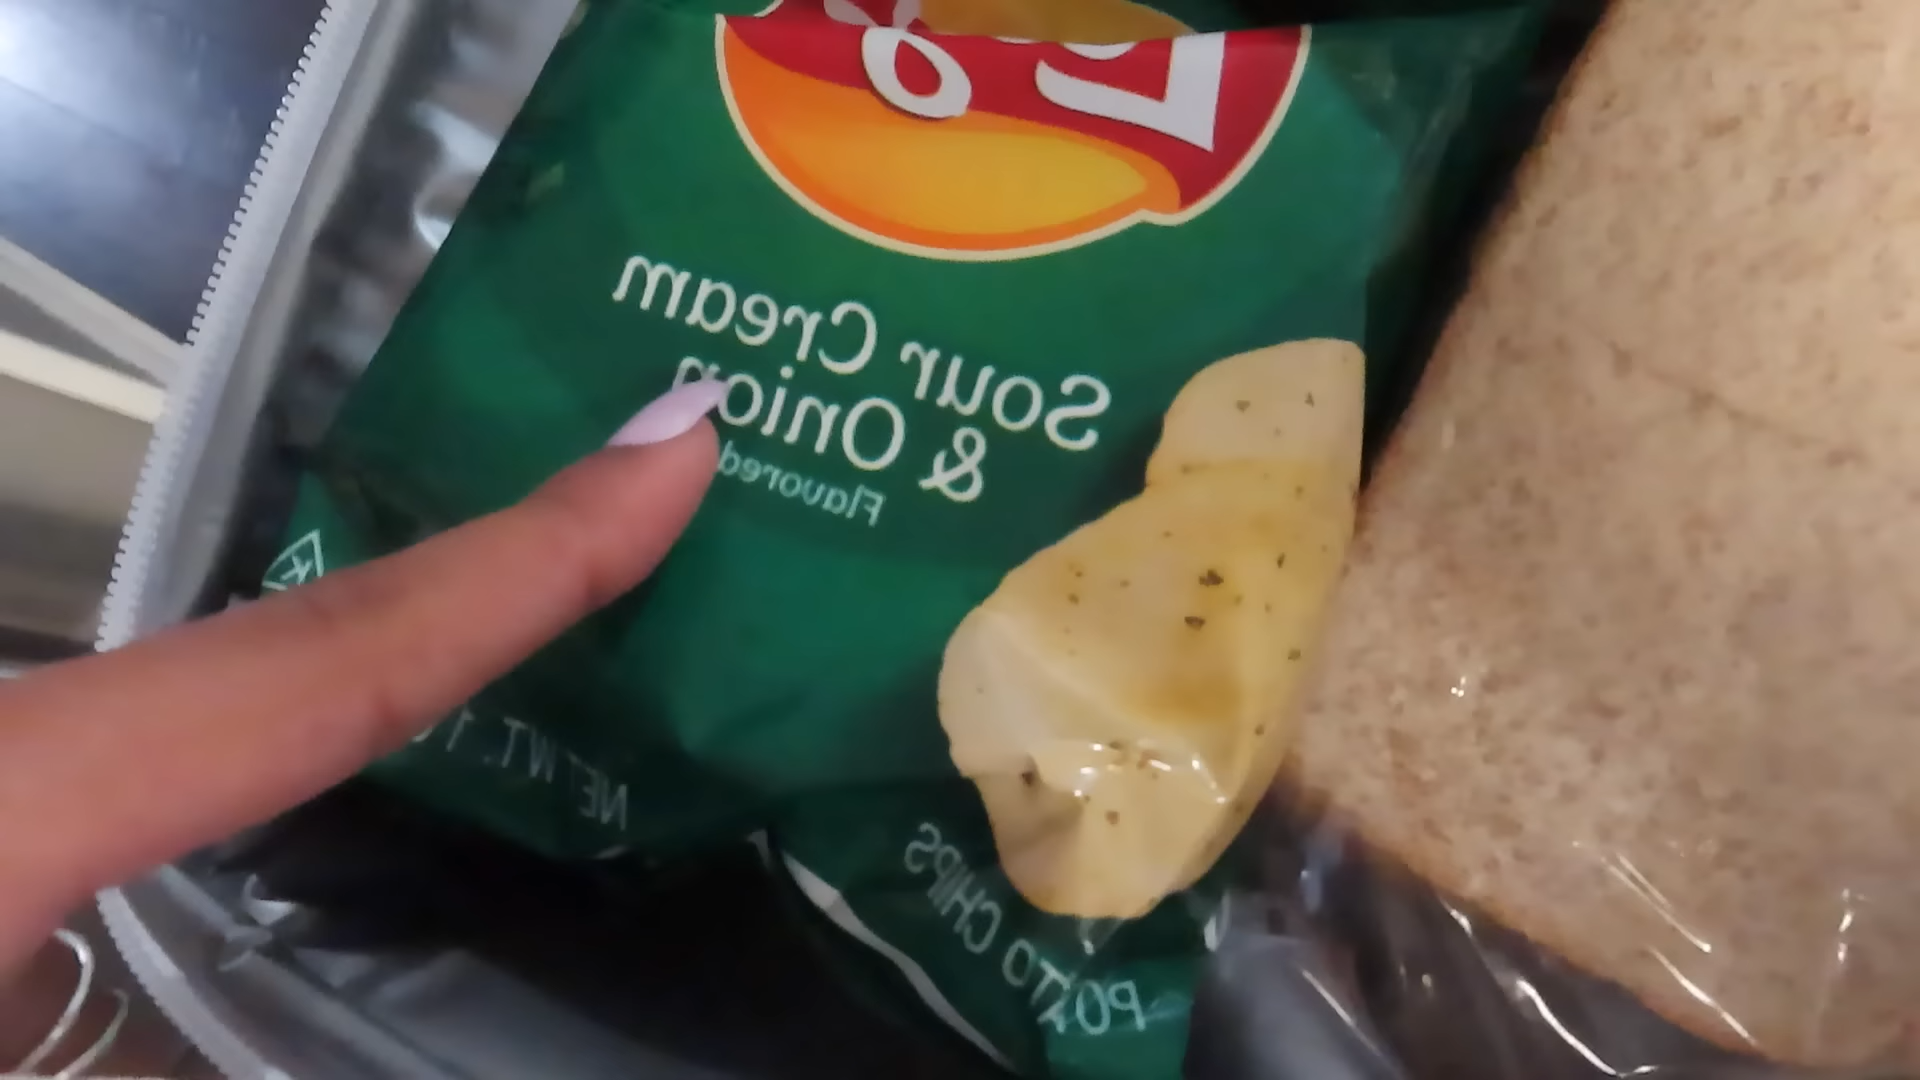 Lay's
Sour Cream
& Onion
Flavored
NET WT. 1
POTATO CHIPS